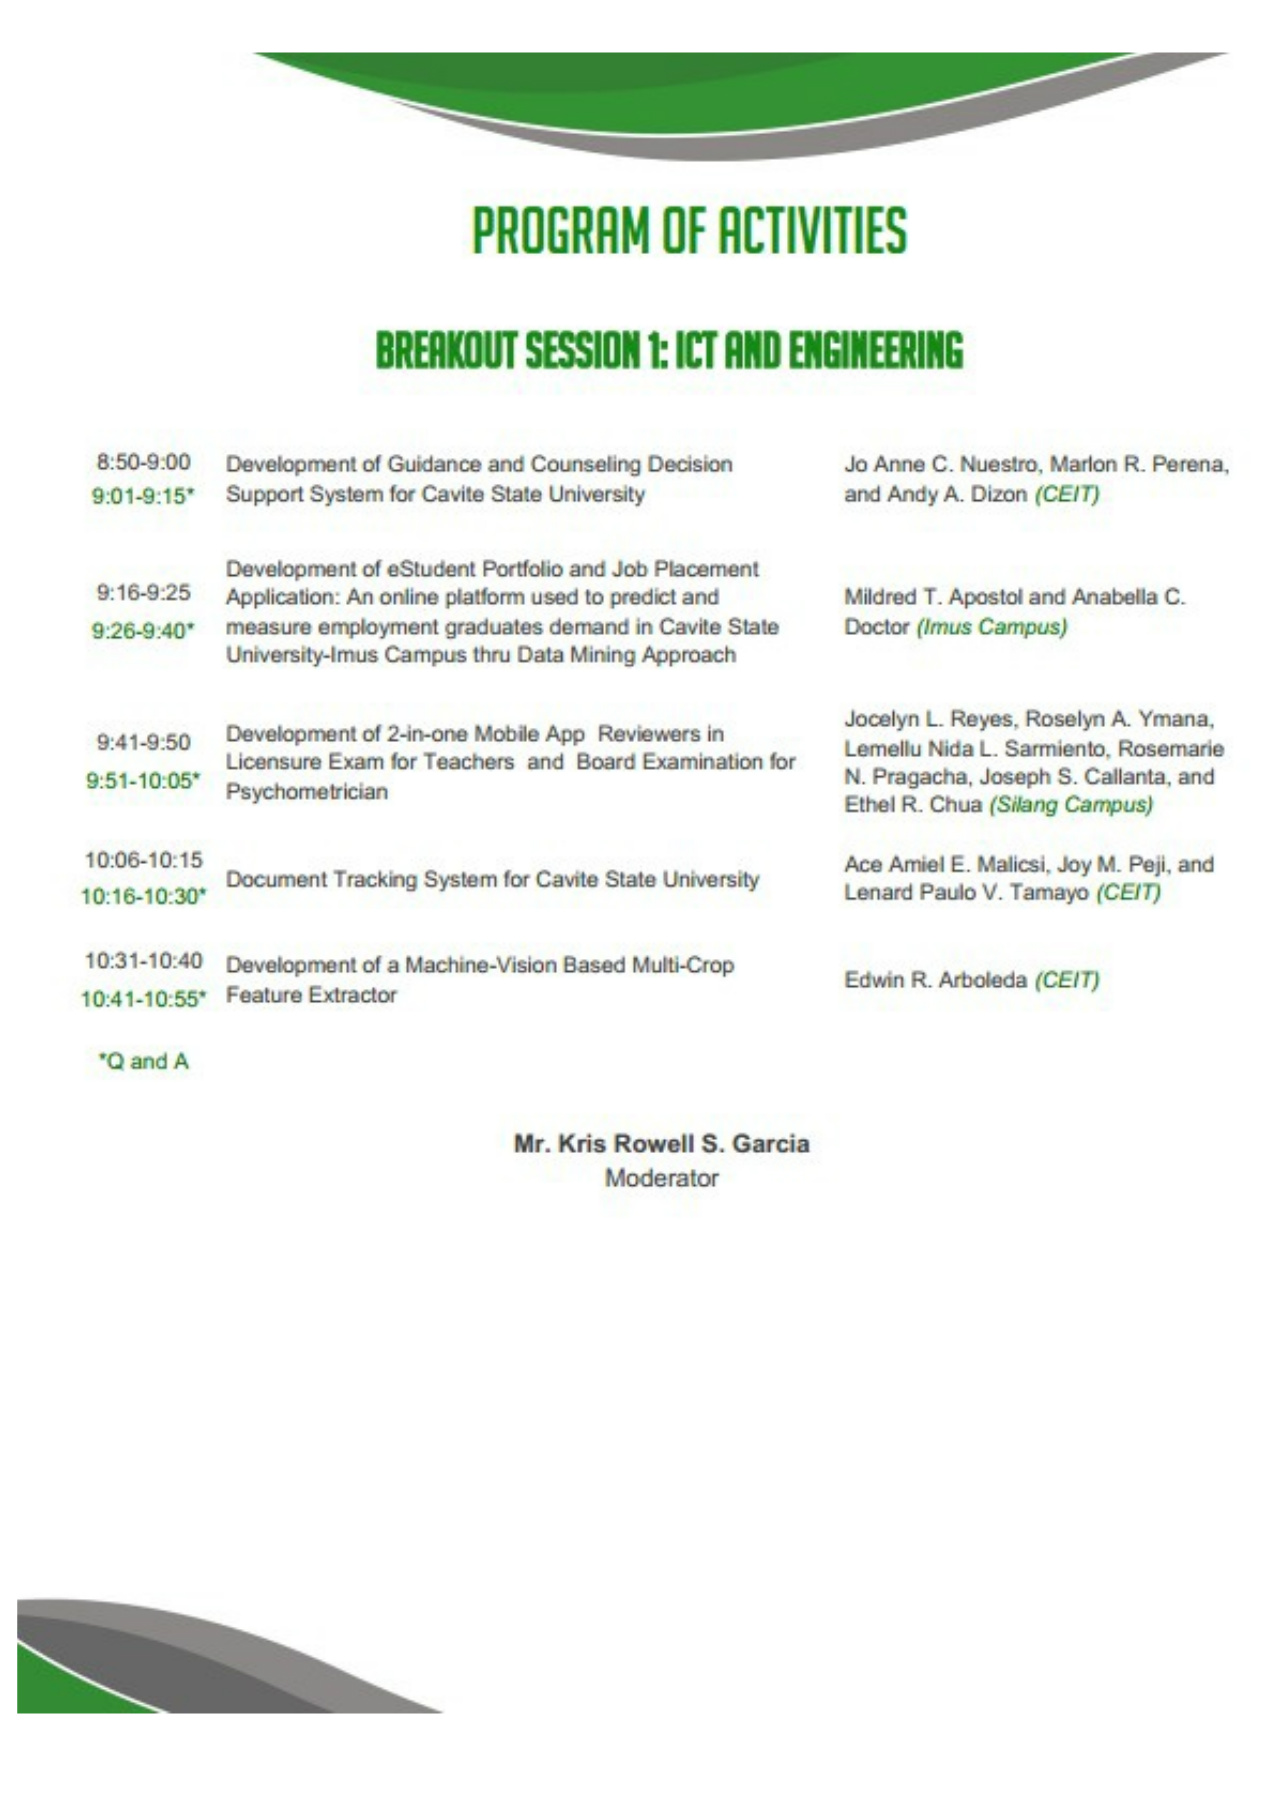 PROGRAM OF ACTIVITIES
BREAKOUT SESSION 1: ICT AND ENGINEERING
8:50-9:00
9:01-9:15*
Development of Guidance and Counseling Decision
Support System for Cavite State University
Jo Anne C. Nuestro, Marlon R. Perena,
and Andy A. Dizon (CEIT)
9:16-9:25
9:26-9:40*
Development of eStudent Portfolio and Job Placement
Application: An online platform used to predict and
measure employment graduates demand in Cavite State
University-Imus Campus thru Data Mining Approach
Mildred T. Apostol and Anabella C.
Doctor (Imus Campus)
9:41-9:50
9:51-10:05*
Development of 2-in-one Mobile App Reviewers in
Licensure Exam for Teachers and Board Examination for
Psychometrician
Jocelyn L. Reyes, Roselyn A. Ymana,
Lemellu Nida L. Sarmiento, Rosemarie
N. Pragacha, Joseph S. Callanta, and
Ethel R. Chua (Silang Campus)
10:06-10:15
10:16-10:30*
Document Tracking System for Cavite State University
Ace Amiel E. Malicsi, Joy M. Peji, and
Lenard Paulo V. Tamayo (CEIT)
10:31-10:40
10:41-10:55*
Development of a Machine-Vision Based Multi-Crop
Feature Extractor
Edwin R. Arboleda (CEIT)
*Q and A
Mr. Kris Rowell S. Garcia
Moderator